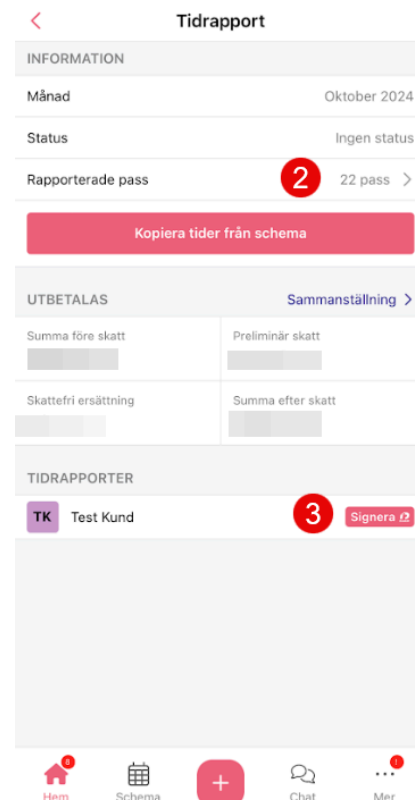 Tidrapport
INFORMATION
Månad Oktober 2024
Status Ingen status
Rapporterade pass 2 22 pass
Kopiera tider från schema
UTBETALAS Sammanställning
Summa före skatt Preliminär skatt
Skattefri ersättning Summa efter skatt
TIDRAPPORTER
TK Test Kund 3 Signera
Hem Schema + Chat Mer